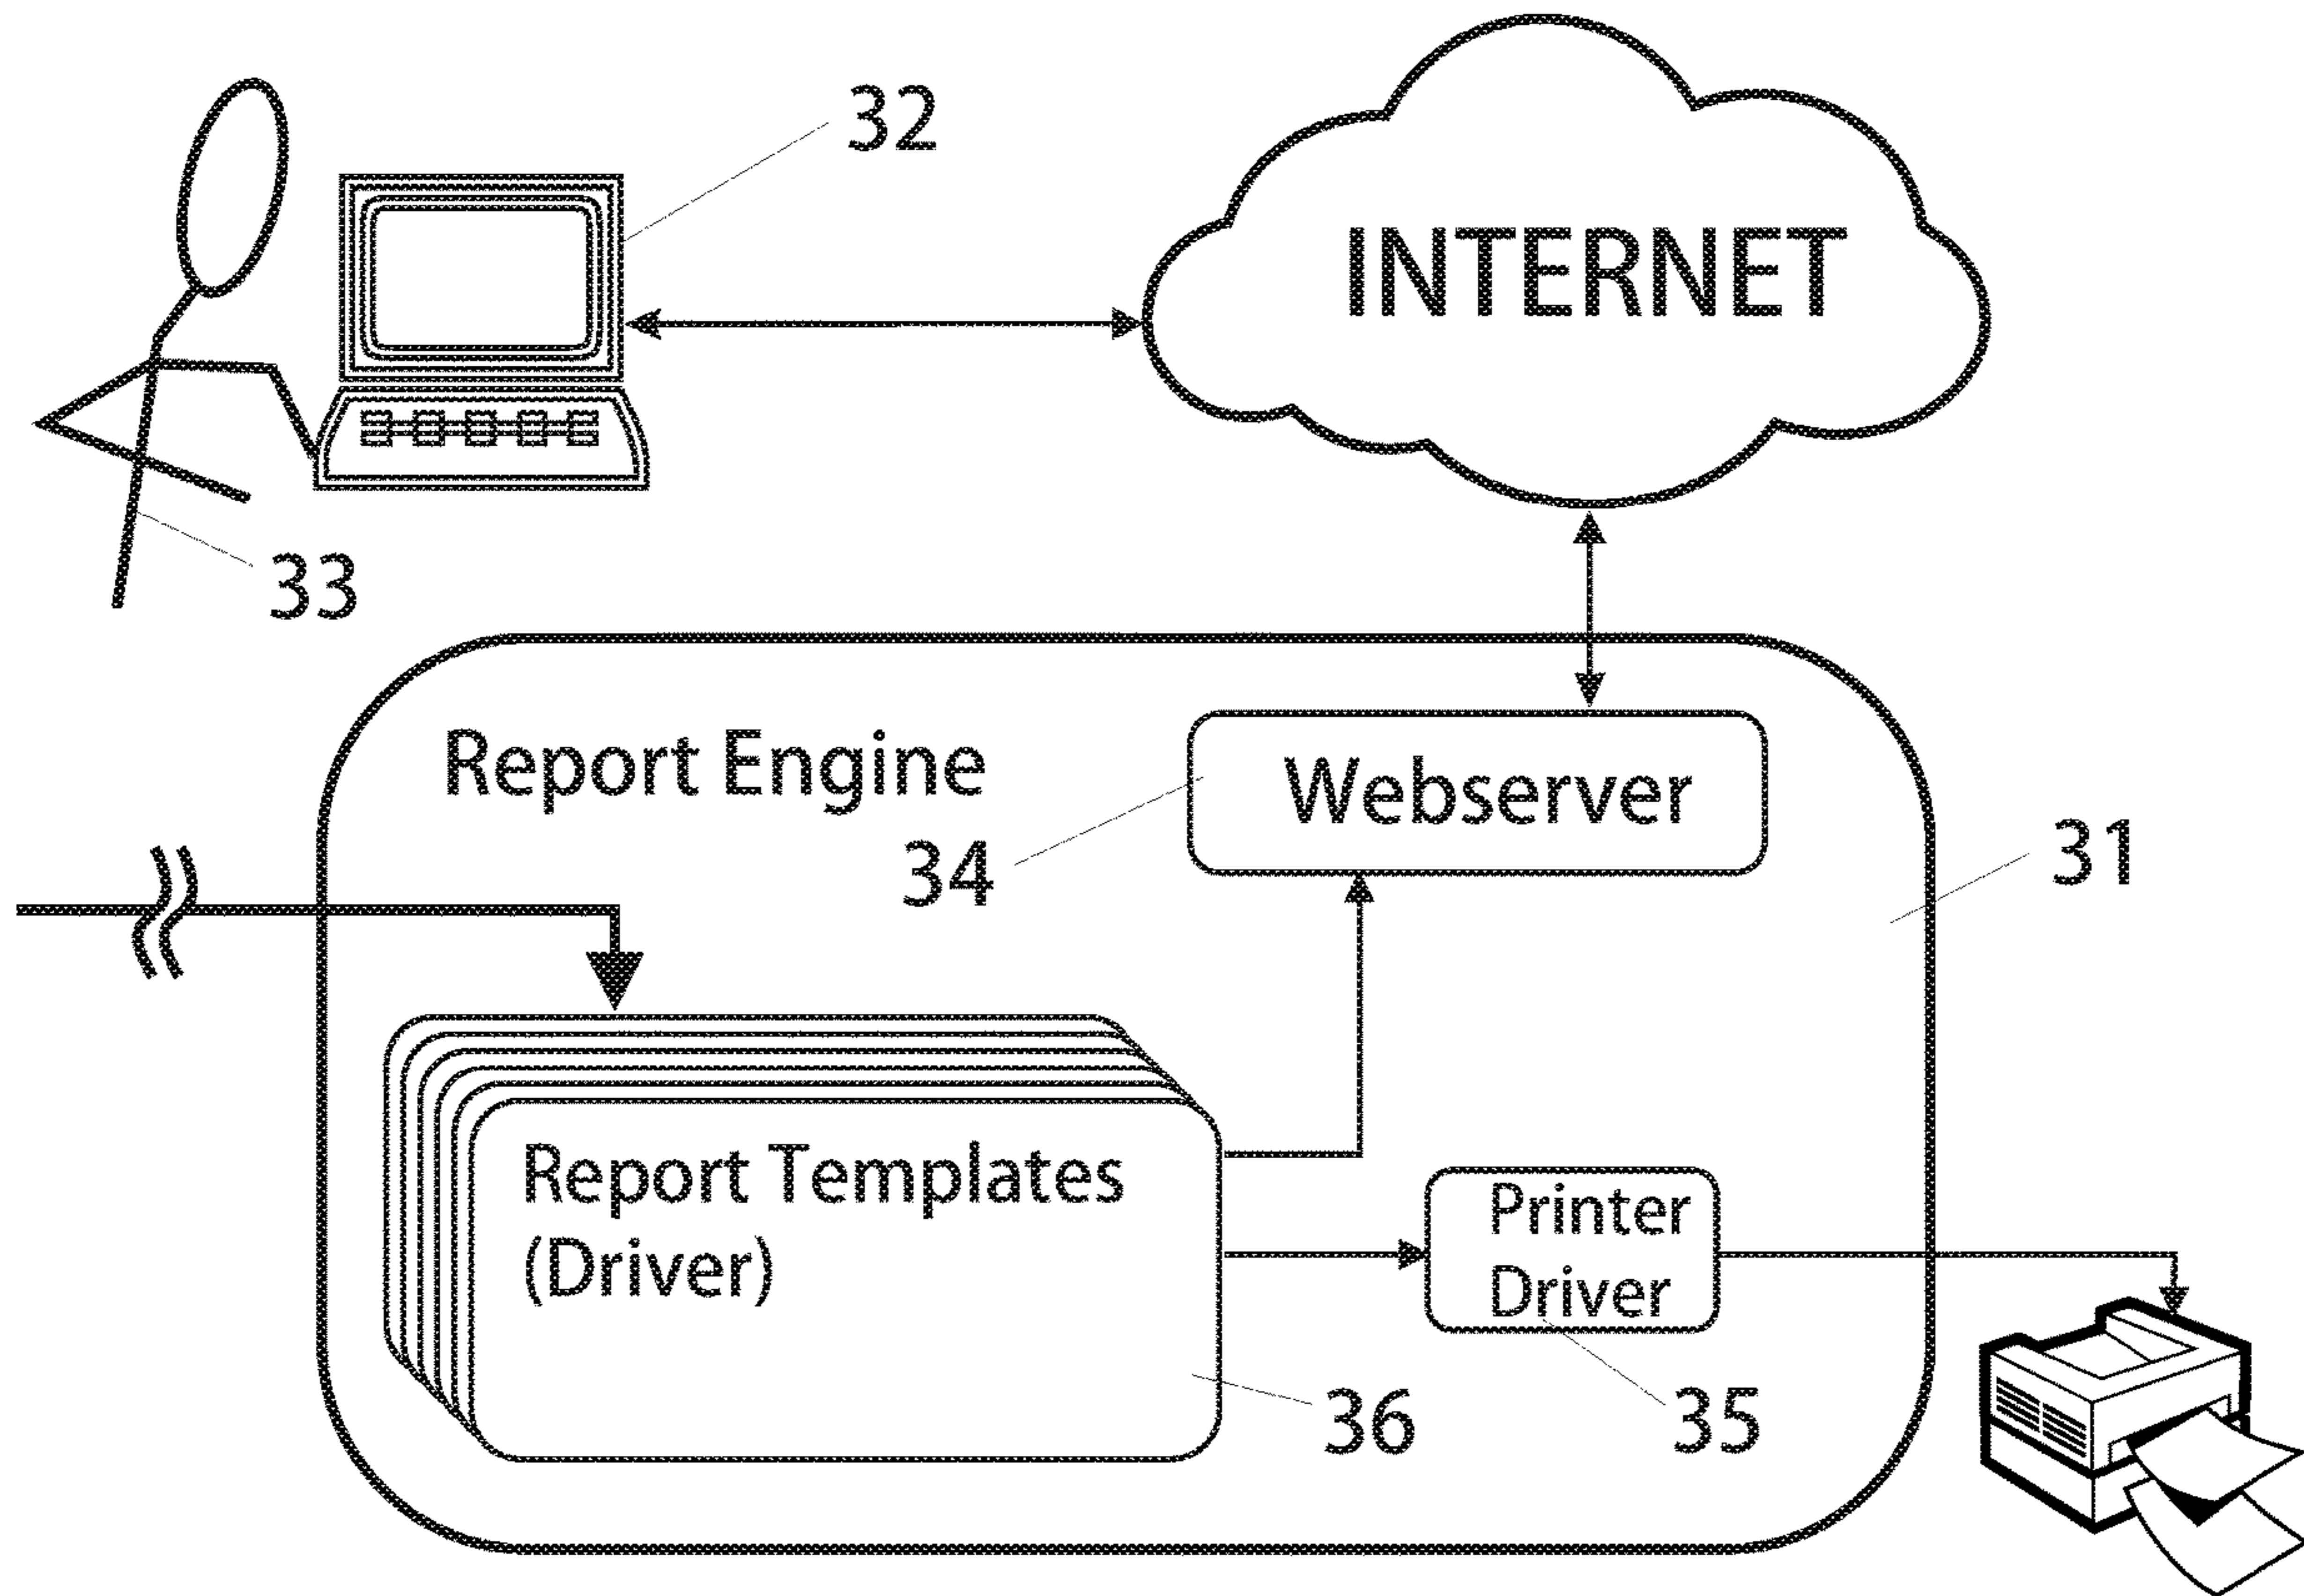 32
INTERNET
33
Report Engine
Webserver
34
31
Report Templates
(Driver)
Printer
Driver
36
35